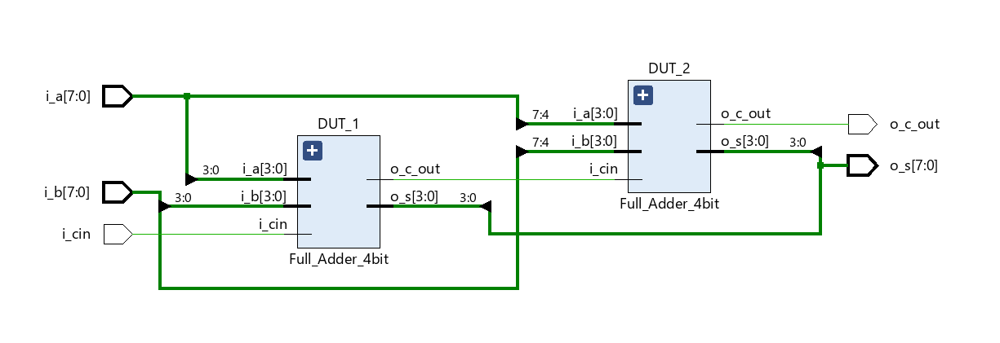 DUT_2
i_a[7:0]
7:4
i_a[3:0]
o_c_out
o_c_out
DUT_1
7:4
i_b[3:0]
o_s[3:0]
3:0
3:0
i_a[3:0]
o_c_out
i_cin
o_s[7:0]
i_b[7:0]
3:0
i_b[3:0]
o_s[3:0]
3:0
Full_Adder_4bit
i_cin
i_cin
Full_Adder_4bit